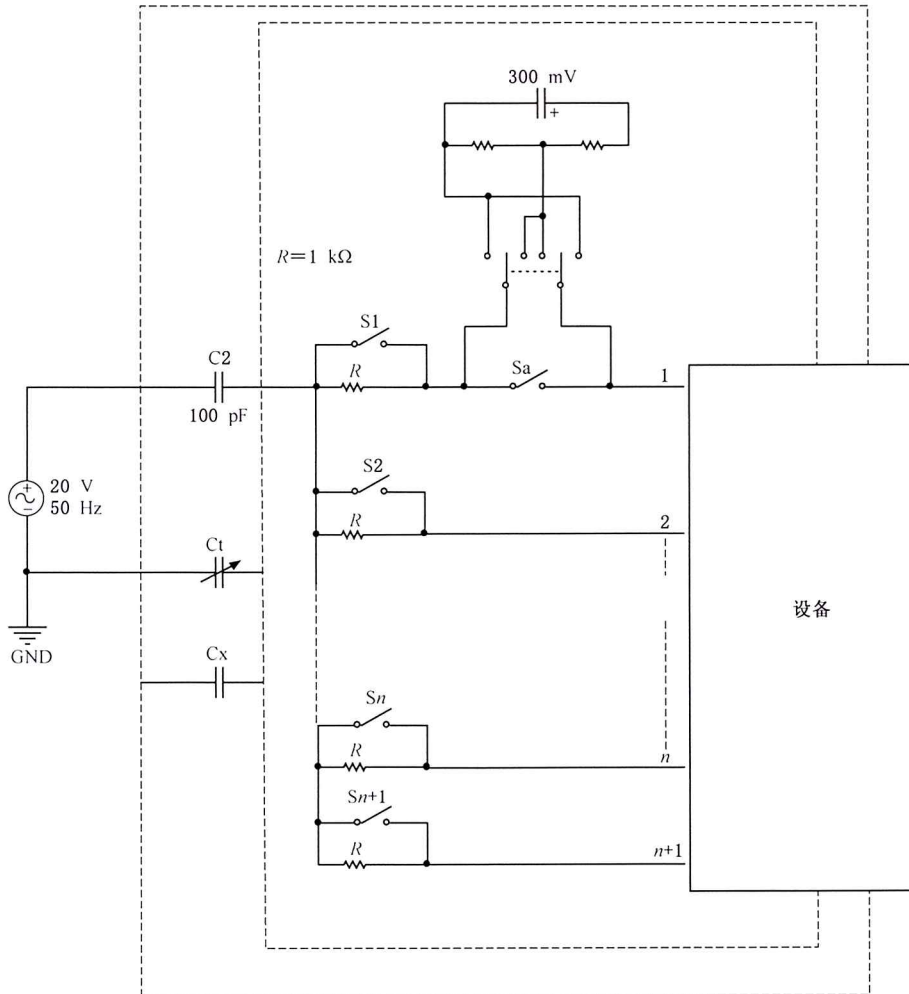 300 mV
+
R=1 kΩ
S1
C2
R
Sa
1
100 pF
S2
20 V
50 Hz
+
−
R
2
Ct
设备
GND
Cx
Sn
R
n
Sn+1
R
n+1